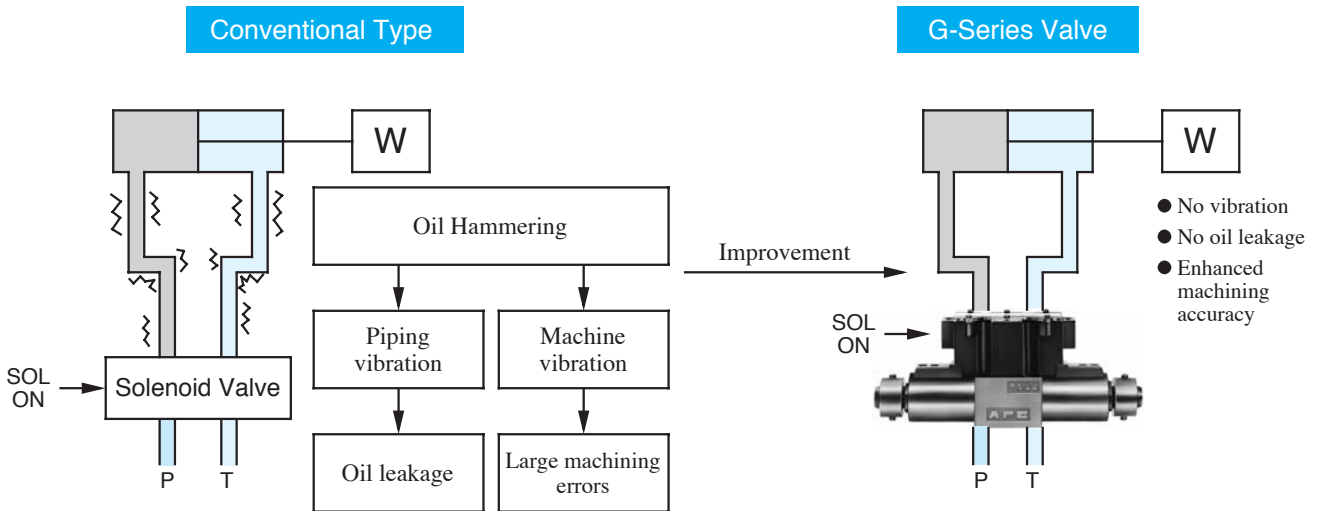 Conventional Type
G-Series Valve
W
Oil Hammering
Piping
vibration
Machine
vibration
Oil leakage
Large machining
errors
SOL
ON
Solenoid Valve
P
T
Improvement
W
● No vibration
● No oil leakage
● Enhanced
machining
accuracy
SOL
ON
P
T